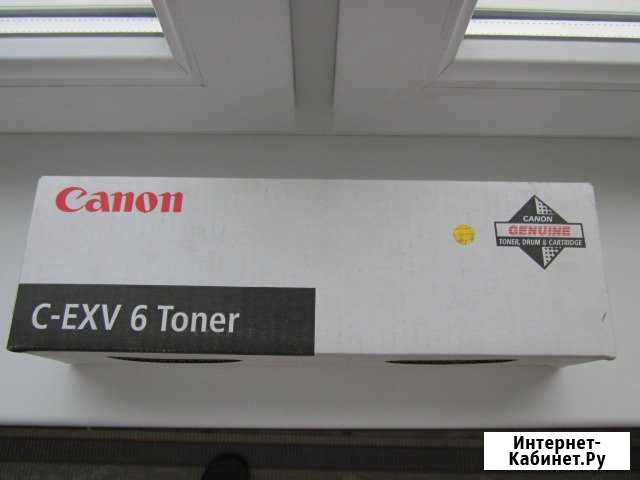 Canon
CANON
GENUINE
TONER, DRUM & CARTRIDGE
C-EXV 6 Toner
Интернет-
Кабинет.Ру